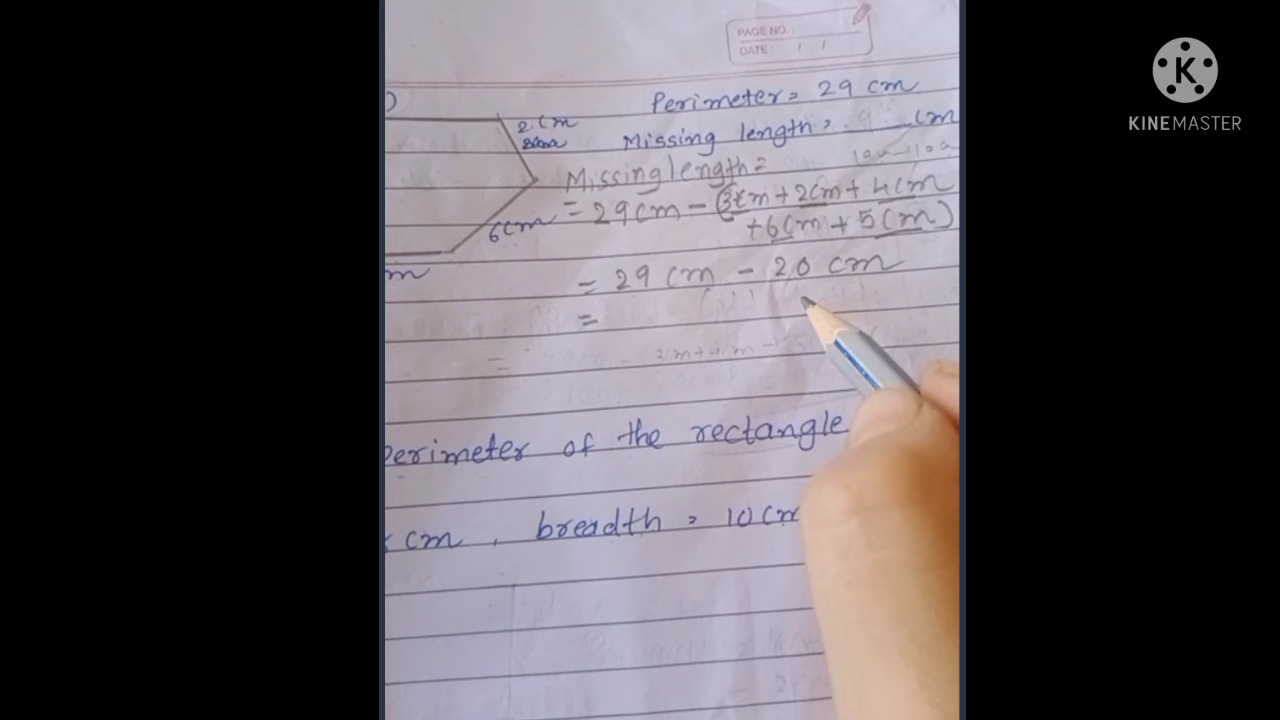 PAGE NO.:
DATE: / /
Perimeter = 29 cm
2 cm
Missing length = 9 cm
Missing length =
= 29 cm - (3 cm + 2 cm + 4 cm
6 cm
+ 6 cm + 5 cm)
m
= 29 cm - 20 cm
=
perimeter of the rectangle
cm , breadth = 10 cm
K
KINEMASTER